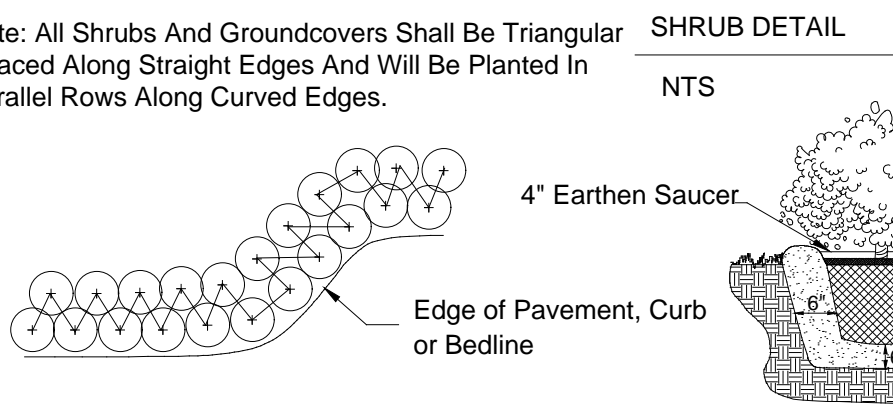 te: All Shrubs And Groundcovers Shall Be Triangular
aced Along Straight Edges And Will Be Planted In
rallel Rows Along Curved Edges.
SHRUB DETAIL
NTS
4" Earthen Saucer
6"
Edge of Pavement, Curb
or Bedline